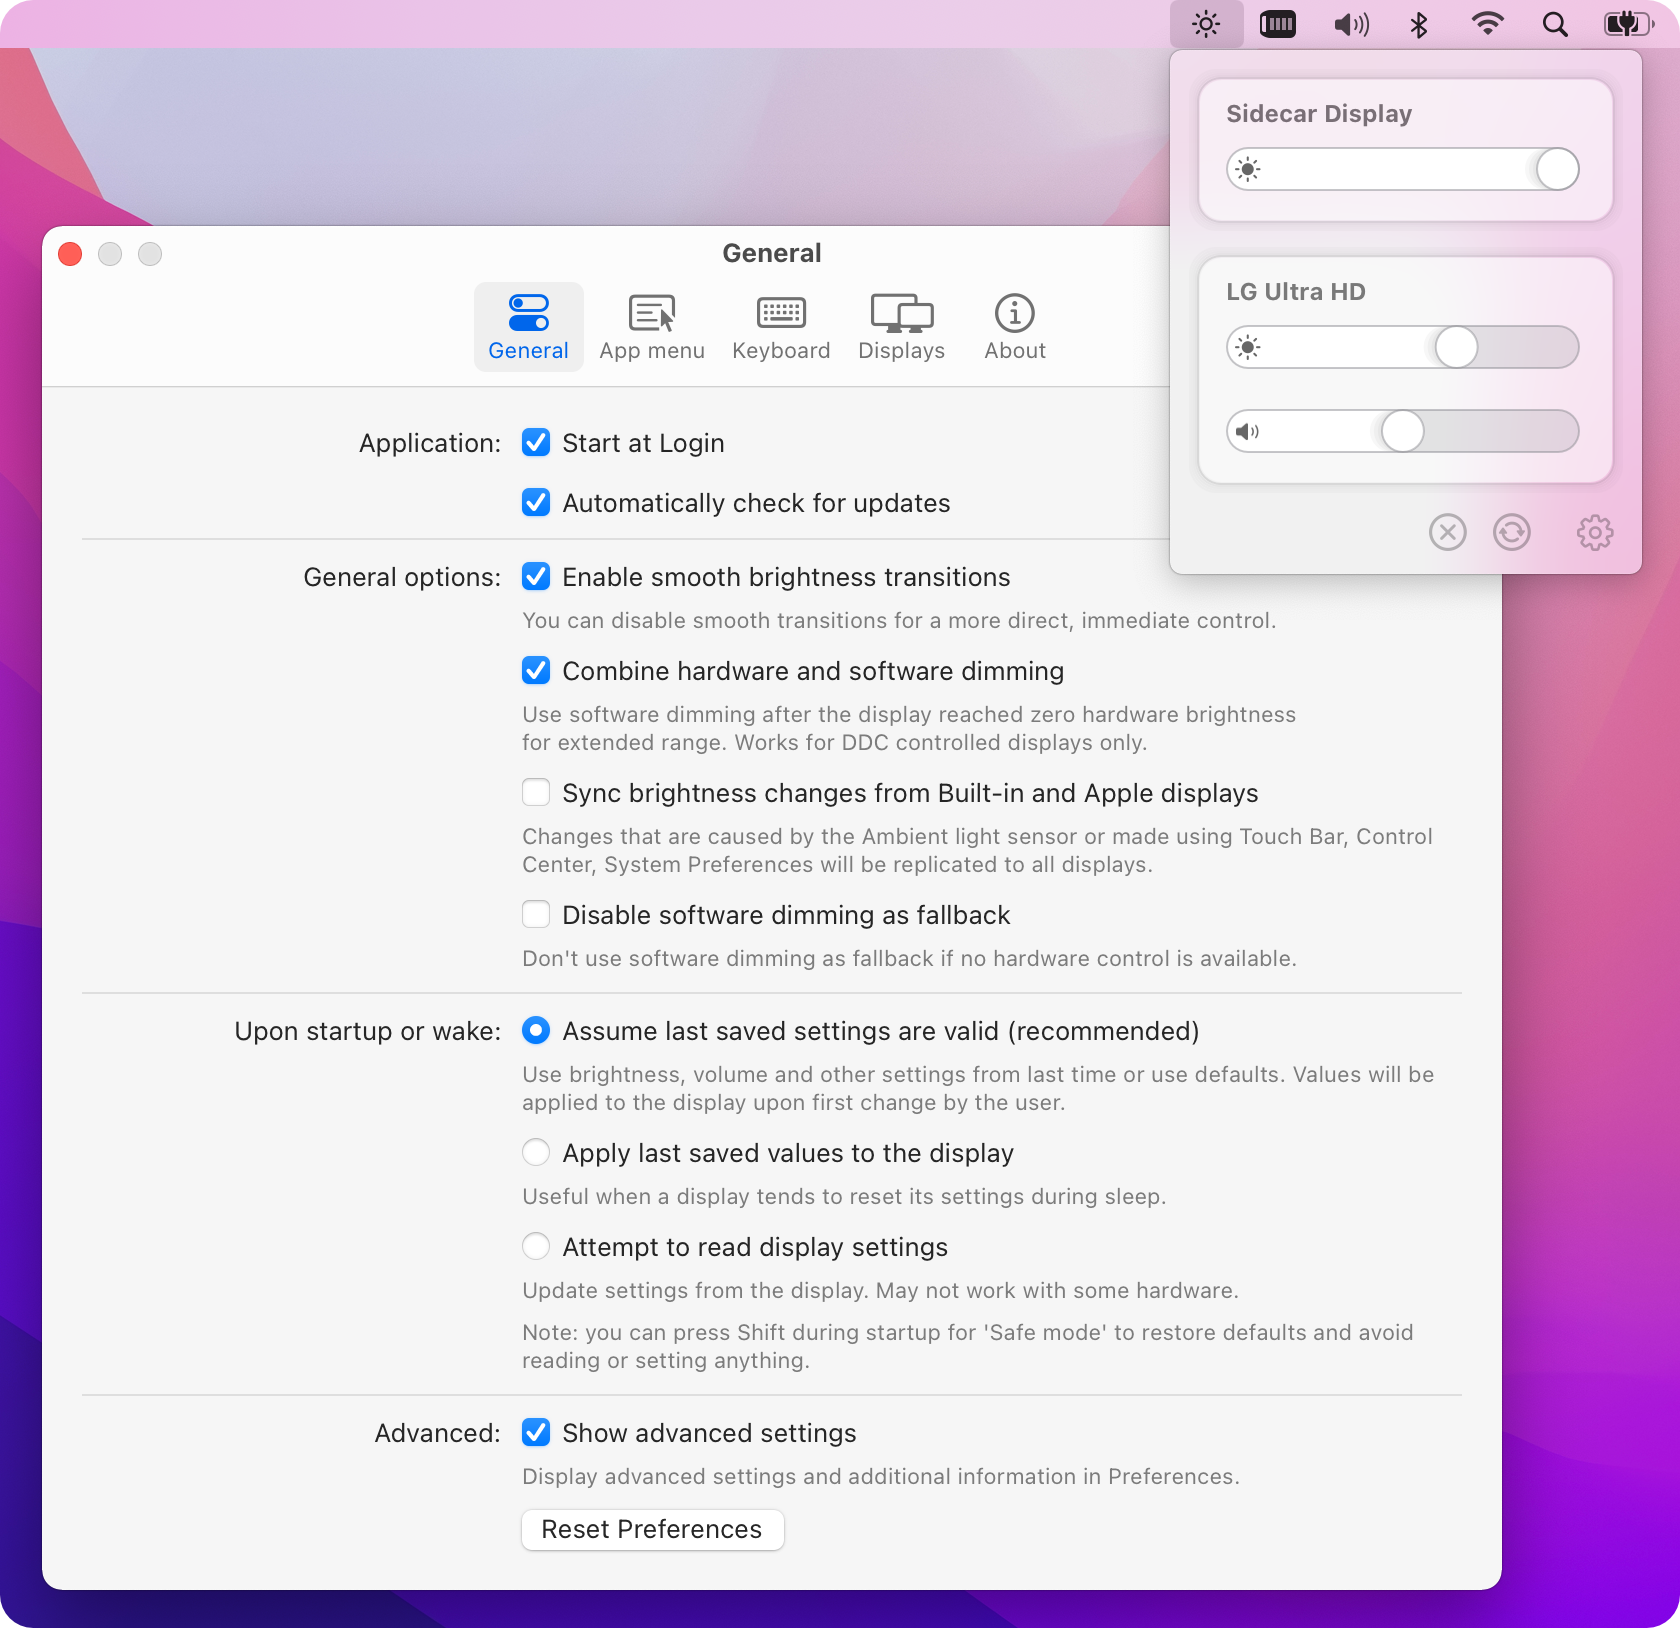 Sidecar Display
LG Ultra HD
General
General
App menu
Keyboard
Displays
About
Application:
Start at Login
Automatically check for updates
General options:
Enable smooth brightness transitions
You can disable smooth transitions for a more direct, immediate control.
Combine hardware and software dimming
Use software dimming after the display reached zero hardware brightness
for extended range. Works for DDC controlled displays only.
Sync brightness changes from Built-in and Apple displays
Changes that are caused by the Ambient light sensor or made using Touch Bar, Control
Center, System Preferences will be replicated to all displays.
Disable software dimming as fallback
Don't use software dimming as fallback if no hardware control is available.
Upon startup or wake:
Assume last saved settings are valid (recommended)
Use brightness, volume and other settings from last time or use defaults. Values will be
applied to the display upon first change by the user.
Apply last saved values to the display
Useful when a display tends to reset its settings during sleep.
Attempt to read display settings
Update settings from the display. May not work with some hardware.
Note: you can press Shift during startup for 'Safe mode' to restore defaults and avoid
reading or setting anything.
Advanced:
Show advanced settings
Display advanced settings and additional information in Preferences.
Reset Preferences